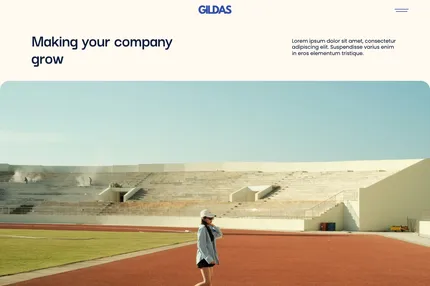 GILDAS
Making your company
grow
Lorem ipsum dolor sit amet, consectetur
adipiscing elit. Suspendisse varius enim
in eros elementum tristique.